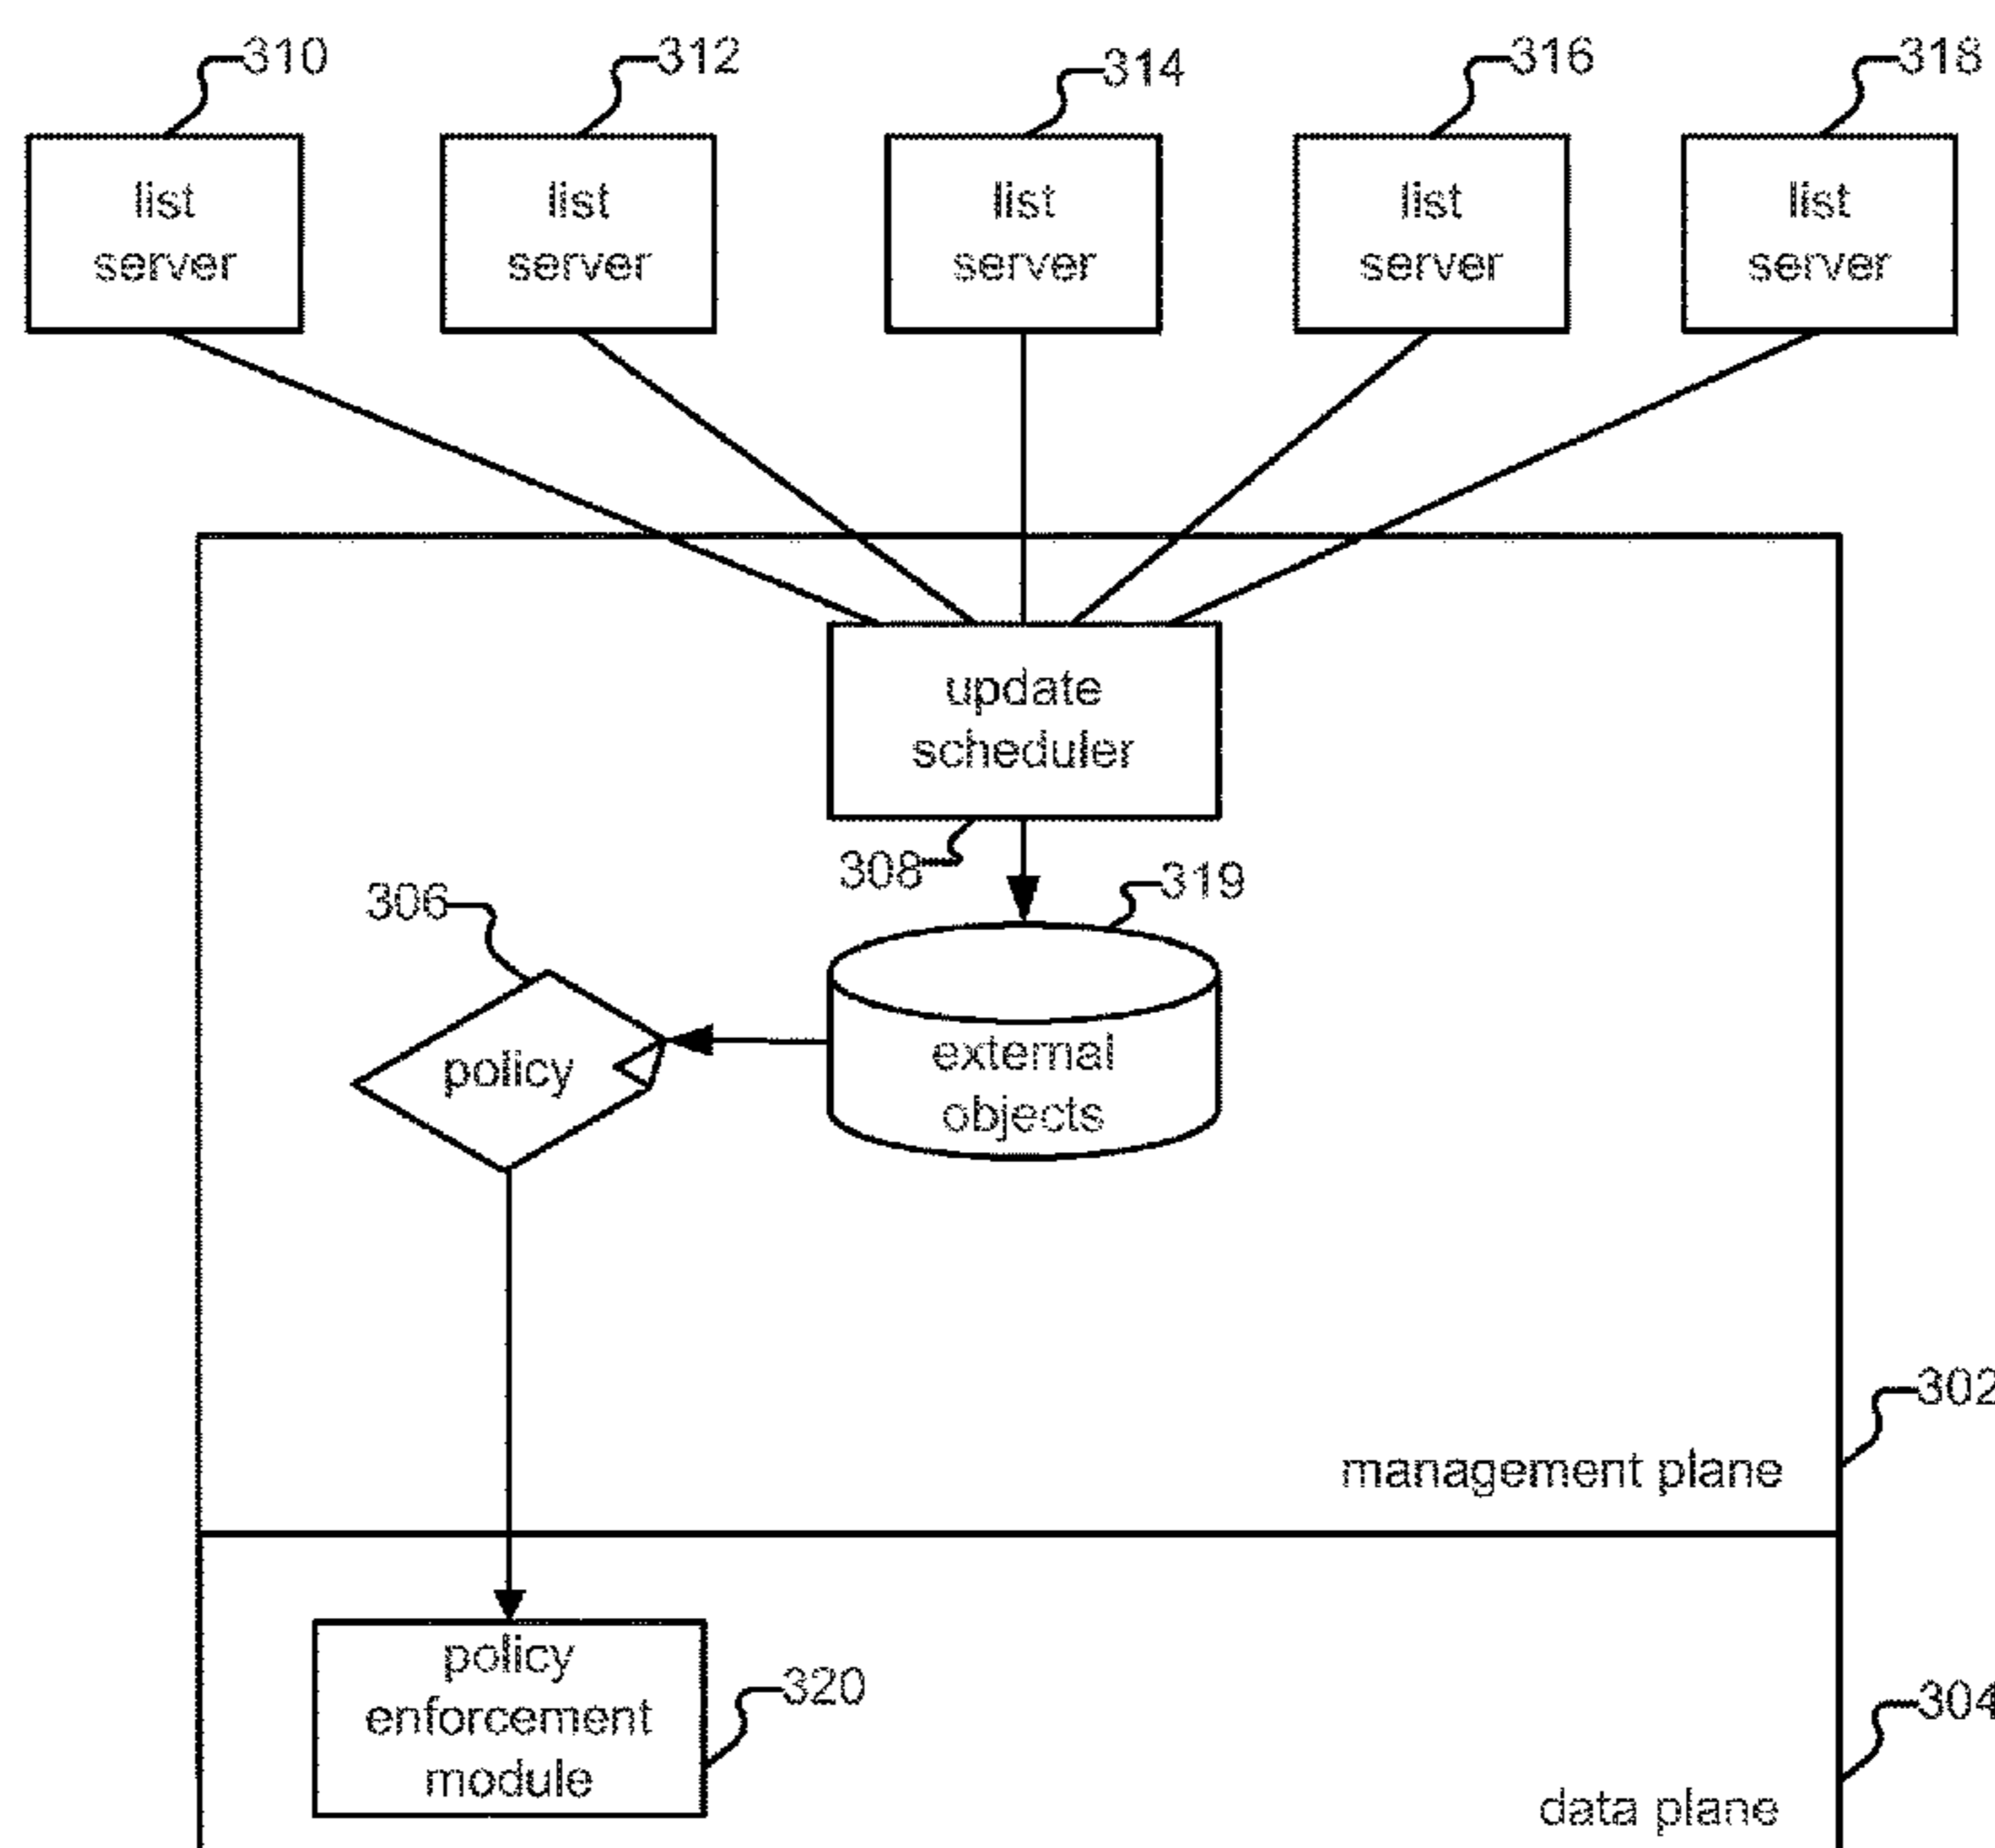 310
312
314
316
318
list
server
list
server
list
server
list
server
list
server
update
scheduler
308
319
306
policy
external
objects
302
management plane
policy
enforcement
module
320
304
data plane